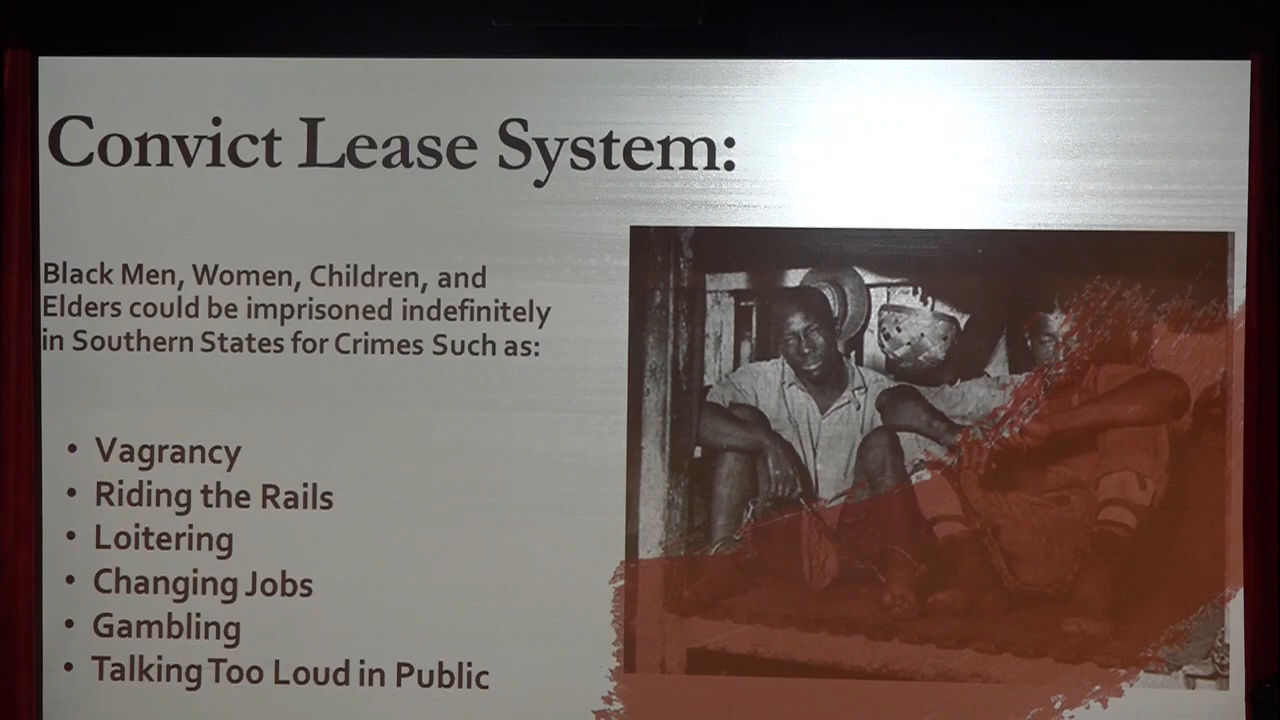 Convict Lease System:
Black Men, Women, Children, and
Elders could be imprisoned indefinitely
in Southern States for Crimes Such as:
• Vagrancy
• Riding the Rails
• Loitering
• Changing Jobs
• Gambling
• Talking Too Loud in Public